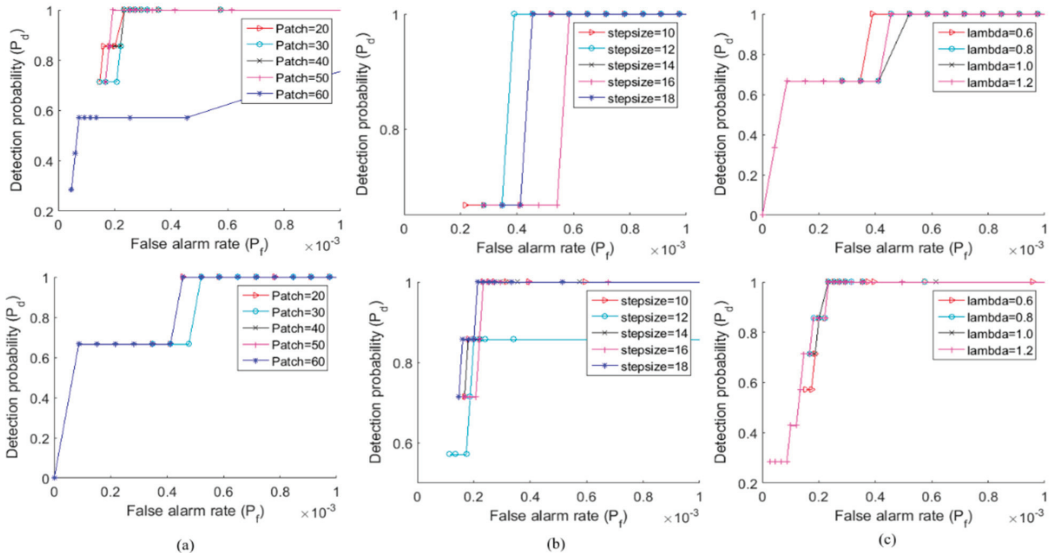 1
0.8
0.6
0.4
0.2
0
0.2
0.4
0.6
0.8
1
×10⁻³
Detection probability (P_d)
False alarm rate (P_f)
Patch=20
Patch=30
Patch=40
Patch=50
Patch=60
1
0.8
0
0.2
0.4
0.6
0.8
1
×10⁻³
Detection probability (P_d)
False alarm rate (P_f)
stepsize=10
stepsize=12
stepsize=14
stepsize=16
stepsize=18
1
0.8
0.6
0.4
0.2
0
0
0.2
0.4
0.6
0.8
1
×10⁻³
Detection probability (P_d)
False alarm rate (P_f)
lambda=0.6
lambda=0.8
lambda=1.0
lambda=1.2
1
0.8
0.6
0.4
0.2
0
0
0.2
0.4
0.6
0.8
1
×10⁻³
Detection probability (P_d)
False alarm rate (P_f)
Patch=20
Patch=30
Patch=40
Patch=50
Patch=60
(a)
1
0.8
0.6
0
0.2
0.4
0.6
0.8
1
×10⁻³
Detection probability (P_d)
False alarm rate (P_f)
stepsize=10
stepsize=12
stepsize=14
stepsize=16
stepsize=18
(b)
1
0.8
0.6
0.4
0.2
0
0.2
0.4
0.6
0.8
1
×10⁻³
Detection probability (P_d)
False alarm rate (P_f)
lambda=0.6
lambda=0.8
lambda=1.0
lambda=1.2
(c)